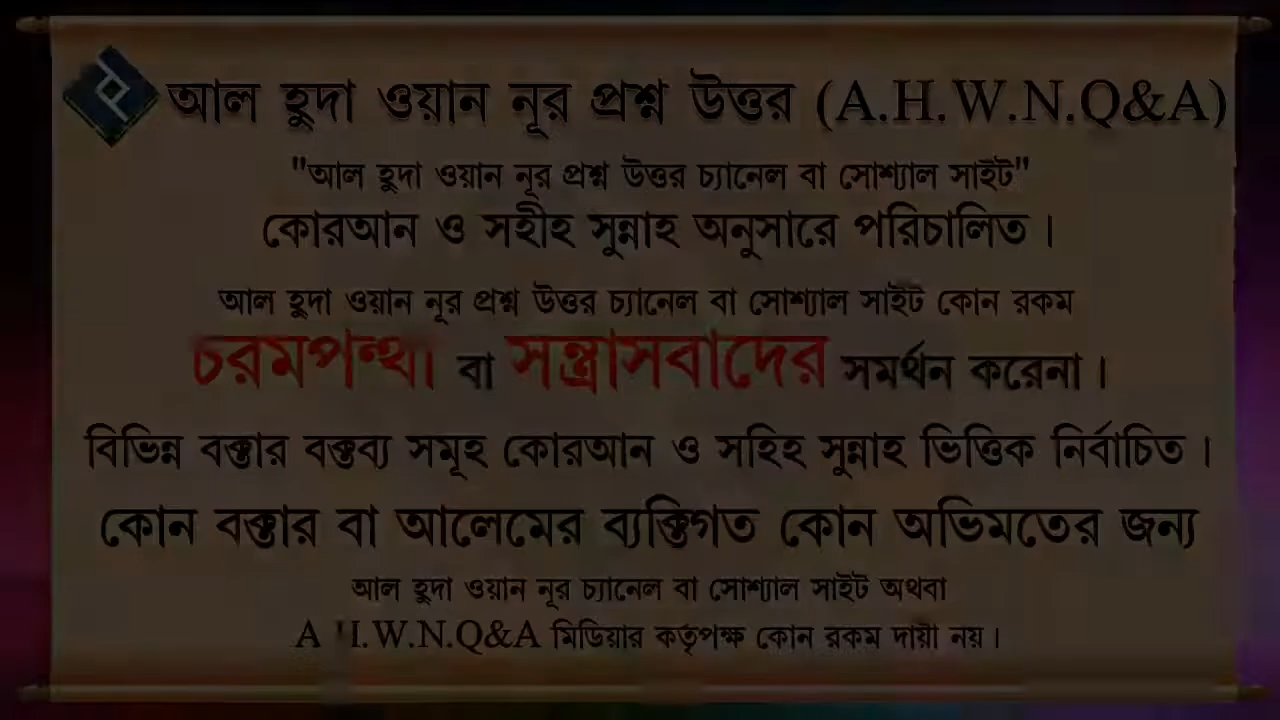 আল হুদা ওয়ান নূর প্রশ্ন উত্তর (A.H.W.N.Q&A)
"আল হুদা ওয়ান নূর প্রশ্ন উত্তর চ্যানেল বা সোশ্যাল সাইট"
কোরআন ও সহীহ সুন্নাহ অনুসারে পরিচালিত।
আল হুদা ওয়ান নূর প্রশ্ন উত্তর চ্যানেল বা সোশ্যাল সাইট কোন রকম
চরমপন্থা বা সন্ত্রাসবাদের সমর্থন করেনা।
বিভিন্ন বক্তার বক্তব্য সমূহ কোরআন ও সহিহ সুন্নাহ ভিত্তিক নির্বাচিত।
কোন বক্তার বা আলেমের ব্যক্তিগত কোন অভিমতের জন্য
আল হুদা ওয়ান নূর চ্যানেল বা সোশ্যাল সাইট অথবা
A.H.W.N.Q&A মিডিয়ার কর্তৃপক্ষ কোন রকম দায়ী নয়।